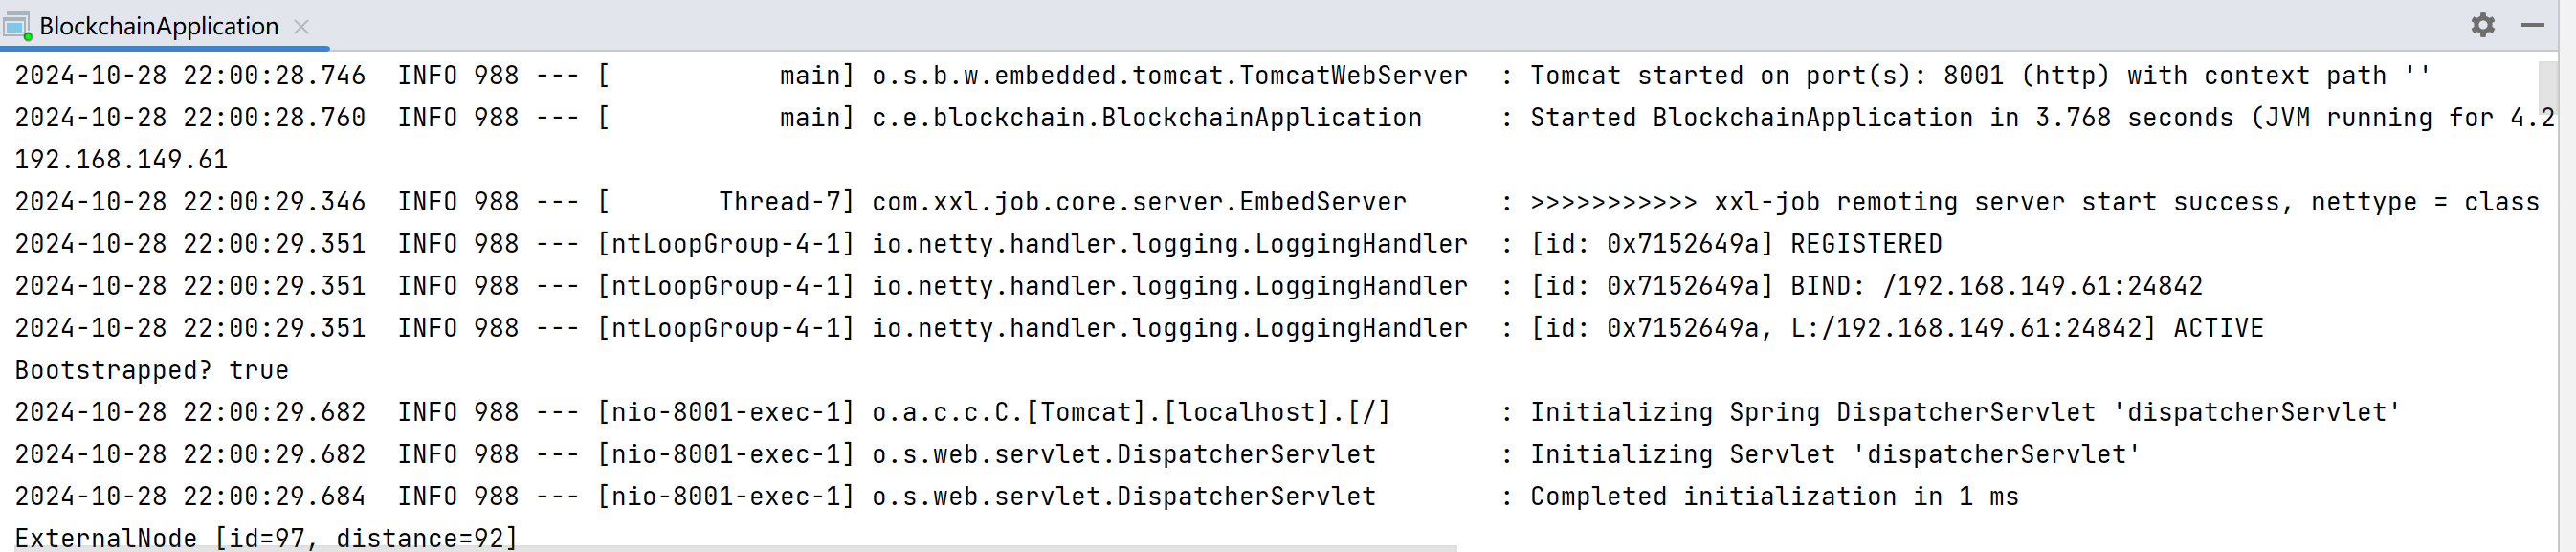 BlockchainApplication
2024-10-28 22:00:28.746  INFO 988 --- [           main] o.s.b.w.embedded.tomcat.TomcatWebServer  : Tomcat started on port(s): 8001 (http) with context path ''
2024-10-28 22:00:28.760  INFO 988 --- [           main] c.e.blockchain.BlockchainApplication     : Started BlockchainApplication in 3.768 seconds (JVM running for 4.2
192.168.149.61
2024-10-28 22:00:29.346  INFO 988 --- [       Thread-7] com.xxl.job.core.server.EmbedServer      : >>>>>>>>>>> xxl-job remoting server start success, nettype = class
2024-10-28 22:00:29.351  INFO 988 --- [ntLoopGroup-4-1] io.netty.handler.logging.LoggingHandler  : [id: 0x7152649a] REGISTERED
2024-10-28 22:00:29.351  INFO 988 --- [ntLoopGroup-4-1] io.netty.handler.logging.LoggingHandler  : [id: 0x7152649a] BIND: /192.168.149.61:24842
2024-10-28 22:00:29.351  INFO 988 --- [ntLoopGroup-4-1] io.netty.handler.logging.LoggingHandler  : [id: 0x7152649a, L:/192.168.149.61:24842] ACTIVE
Bootstrapped? true
2024-10-28 22:00:29.682  INFO 988 --- [nio-8001-exec-1] o.a.c.c.C.[Tomcat].[localhost].[/]       : Initializing Spring DispatcherServlet 'dispatcherServlet'
2024-10-28 22:00:29.682  INFO 988 --- [nio-8001-exec-1] o.s.web.servlet.DispatcherServlet        : Initializing Servlet 'dispatcherServlet'
2024-10-28 22:00:29.684  INFO 988 --- [nio-8001-exec-1] o.s.web.servlet.DispatcherServlet        : Completed initialization in 1 ms
ExternalNode [id=97, distance=92]